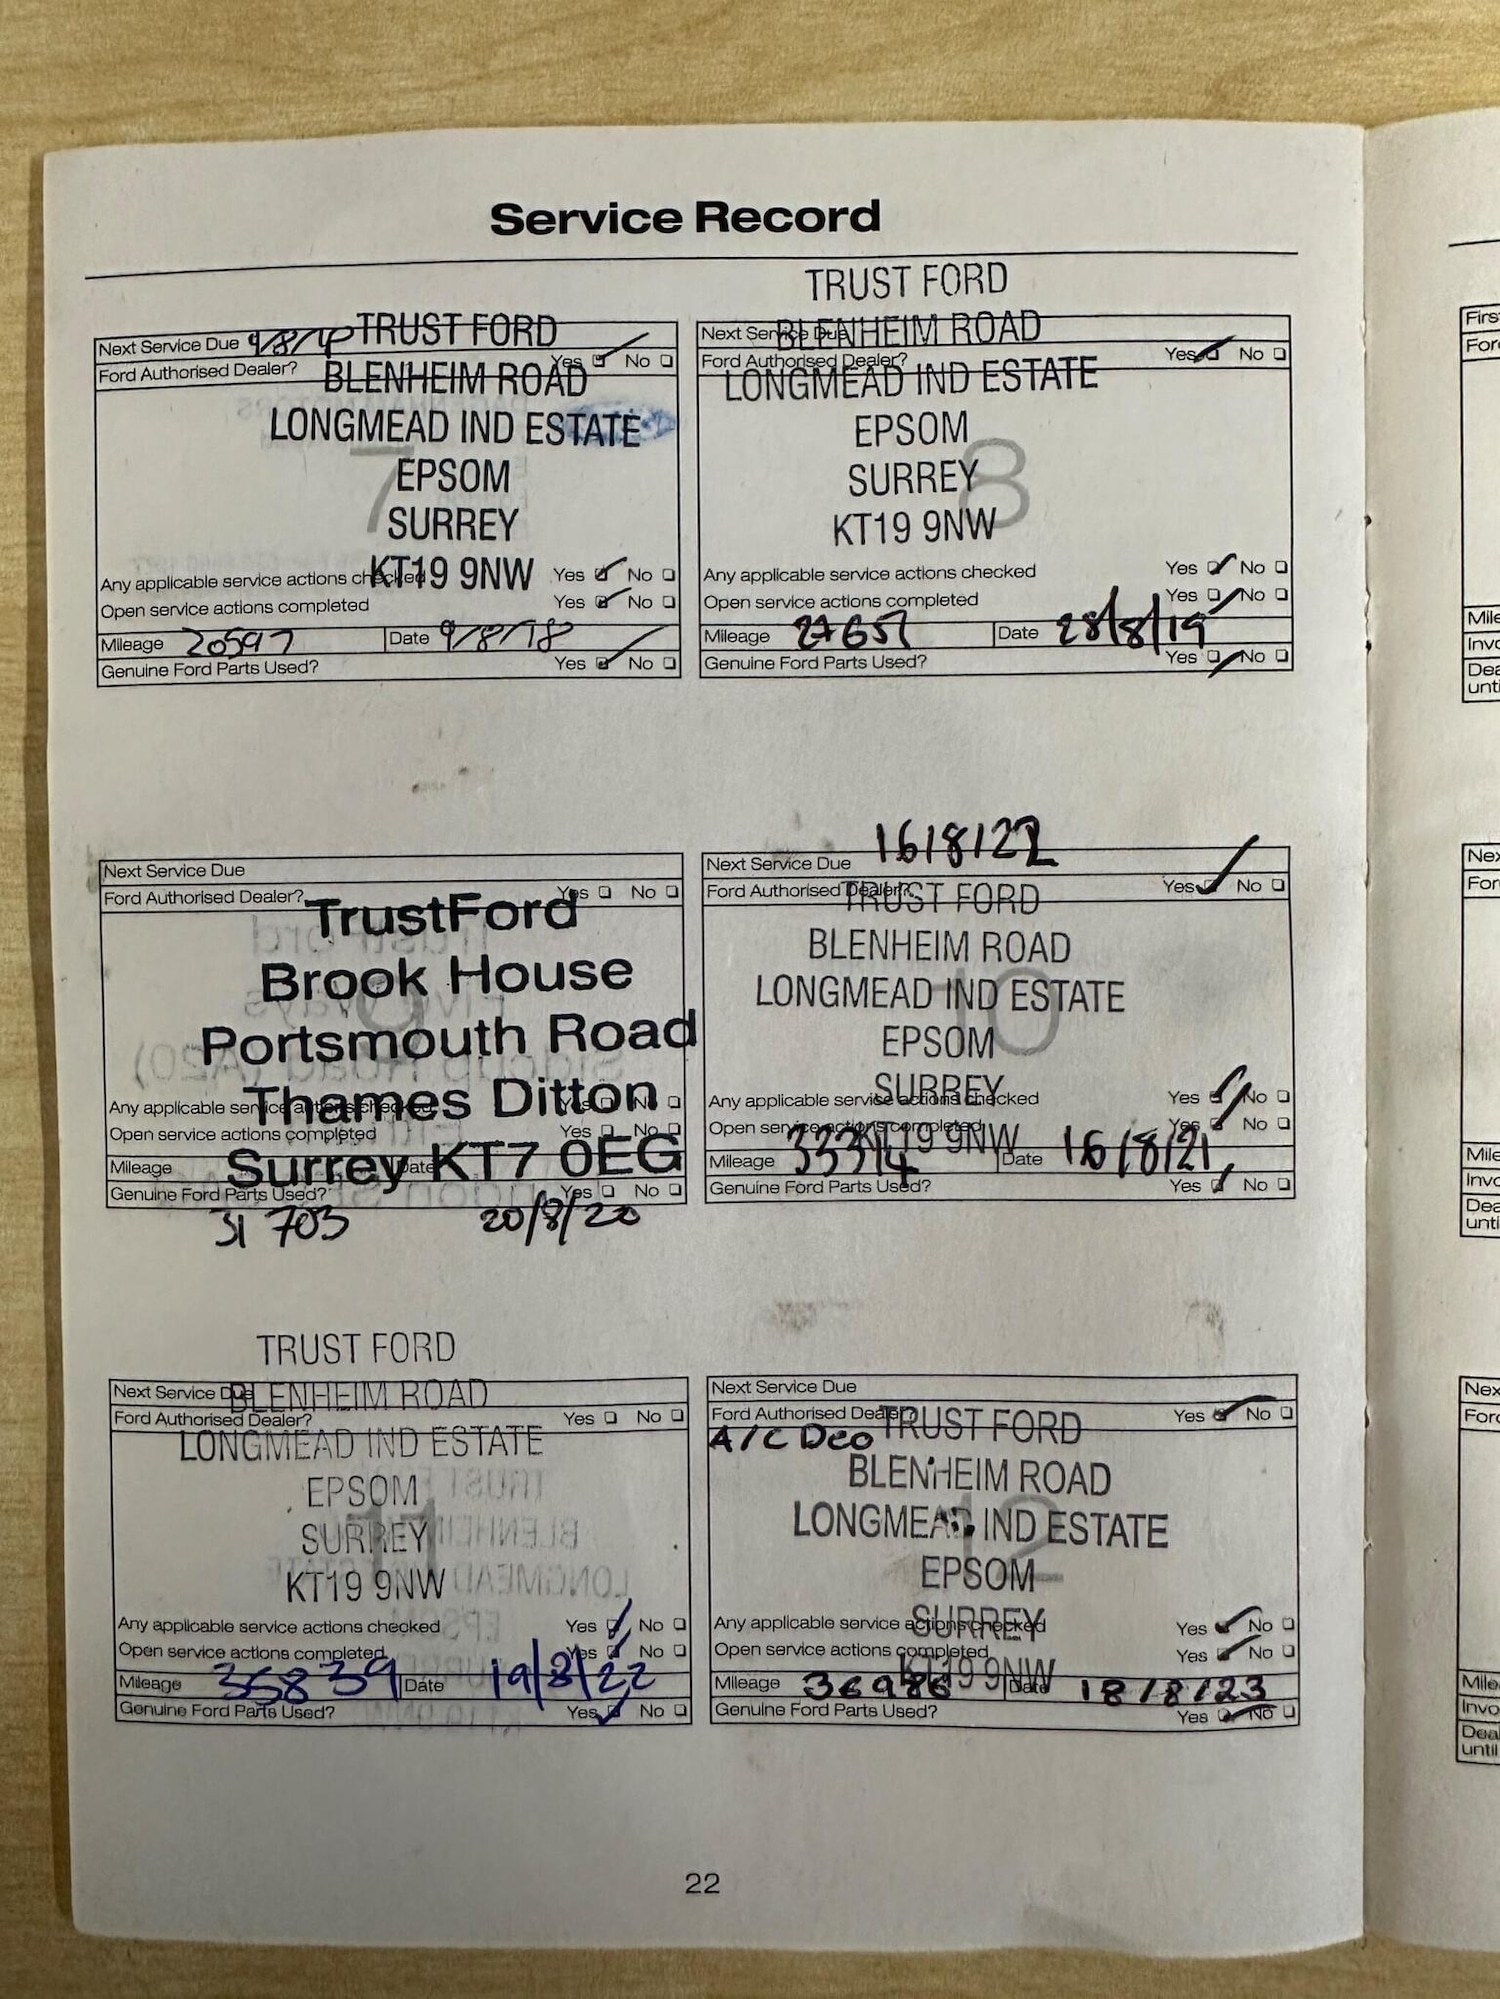 Service Record
TRUST FORD
Next Service Due
BLENHEIM ROAD
Ford Authorised Dealer? Yes No
LONGMEAD IND ESTATE
7
EPSOM
SURREY
KT19 9NW
Any applicable service actions checked Yes No
Open service actions completed Yes No
Mileage 20597 Date 9/8/18
Genuine Ford Parts Used? Yes No
TRUST FORD
Next Service Due
BLENHEIM ROAD
Ford Authorised Dealer? Yes No
LONGMEAD IND ESTATE
EPSOM
8
SURREY
KT19 9NW
Any applicable service actions checked Yes No
Open service actions completed Yes No
Mileage 27657 Date 28/8/19
Genuine Ford Parts Used? Yes No
Next Service Due
Ford Authorised Dealer? Yes No
TrustFord
Brook House
9
Portsmouth Road
Thames Ditton
Any applicable service actions checked Yes No
Open service actions completed Yes No
Surrey KT7 0EG
Mileage Date
Genuine Ford Parts Used? Yes No
31 703 20/8/20
Next Service Due 16/8/22
Ford Authorised Dealer? Yes No
TRUST FORD
BLENHEIM ROAD
LONGMEAD IND ESTATE
10
EPSOM
SURREY
Any applicable service actions checked Yes No
Open service actions completed Yes No
KT19 9NW
Mileage 33314 Date 16/8/21
Genuine Ford Parts Used? Yes No
TRUST FORD
Next Service Due
BLENHEIM ROAD
Ford Authorised Dealer? Yes No
LONGMEAD IND ESTATE
EPSOM
11
SURREY
KT19 9NW
Any applicable service actions checked Yes No
Open service actions completed Yes No
Mileage 35839 Date 19/8/22
Genuine Ford Parts Used? Yes No
Next Service Due
Ford Authorised Dealer? Yes No
A/C Deo TRUST FORD
BLENHEIM ROAD
LONGMEAD IND ESTATE
12
EPSOM
SURREY
Any applicable service actions checked Yes No
Open service actions completed Yes No
KT19 9NW
Mileage 36986 Date 18/8/23
Genuine Ford Parts Used? Yes No
22